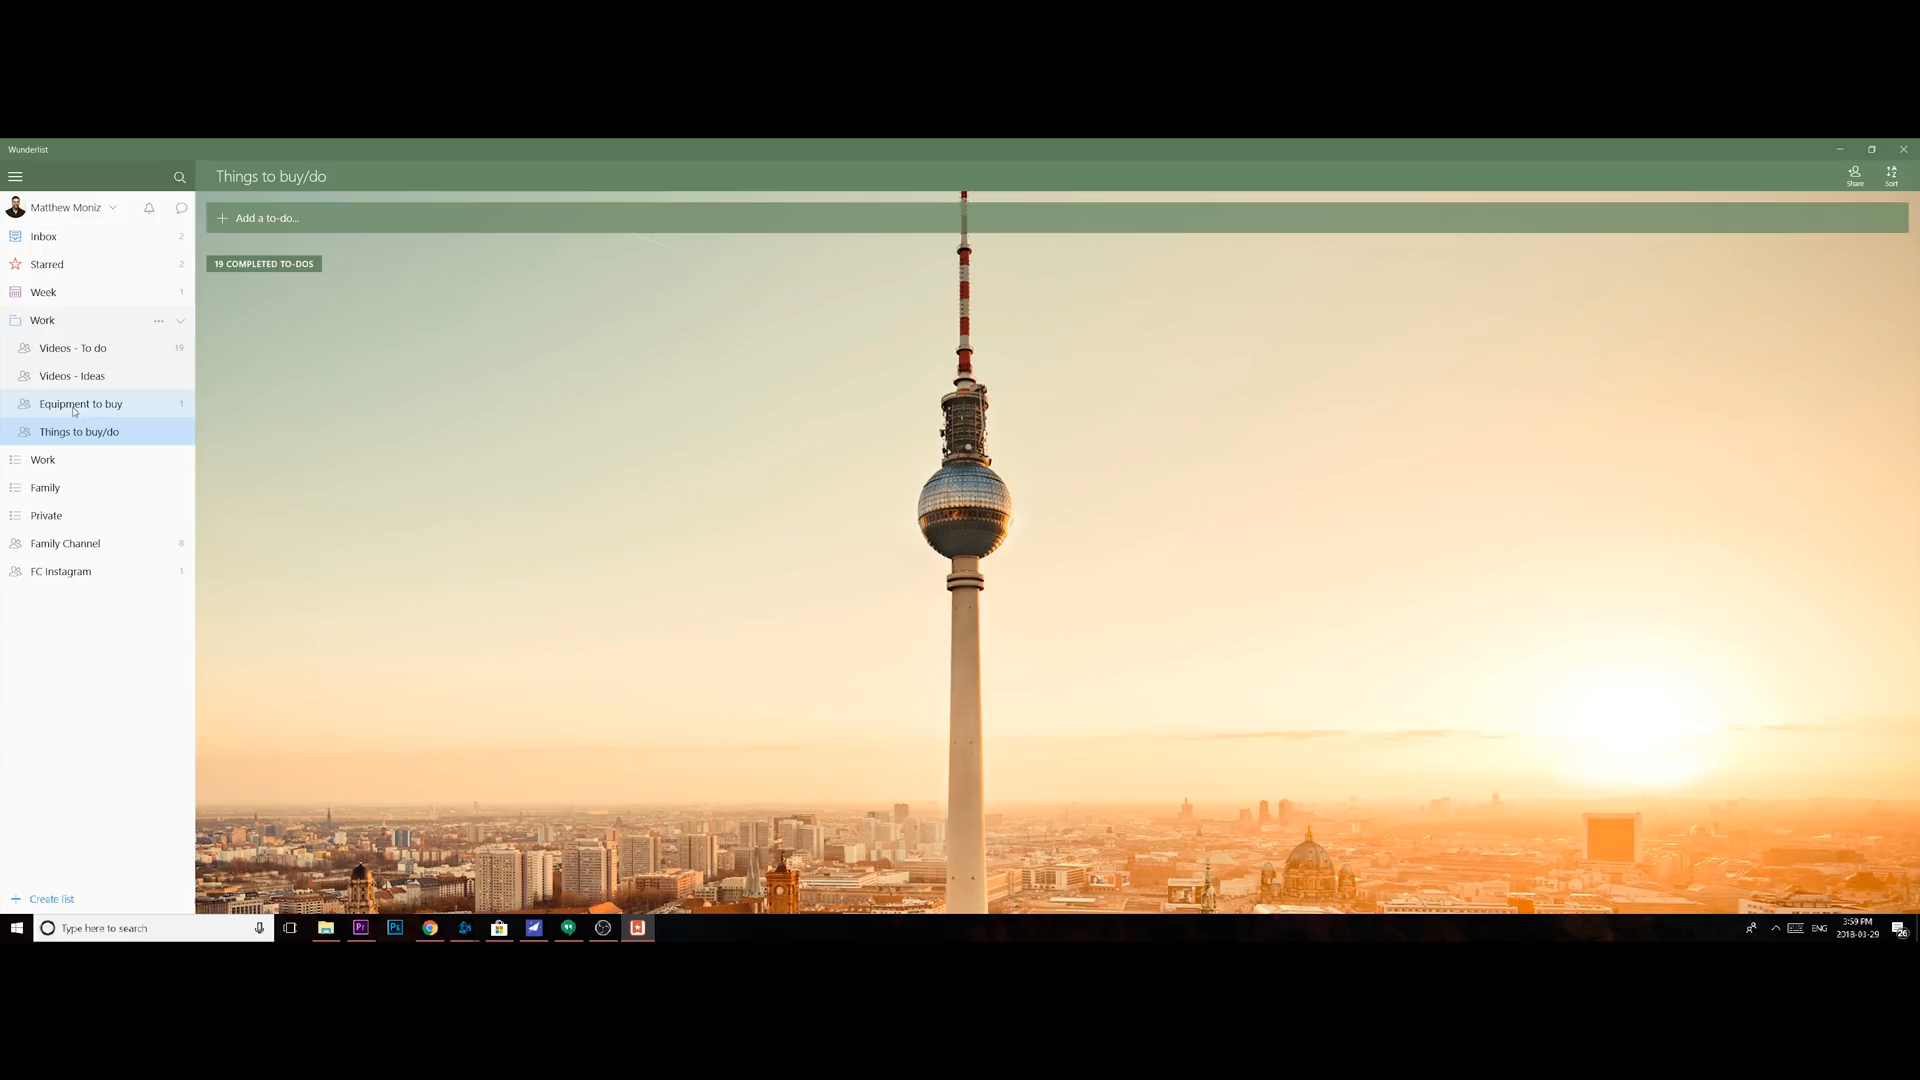 Wunderlist
Things to buy/do
Share
Sort
Matthew Moniz
Add a to-do...
Inbox 2
19 COMPLETED TO-DOS
Starred 2
Week 1
Work
Videos - To do 19
Videos - Ideas
Equipment to buy 1
Things to buy/do
Work
Family
Private
Family Channel 8
FC Instagram 1
Create list
Type here to search
Pr
Ps
ENG
3:59 PM
2018-03-29
26